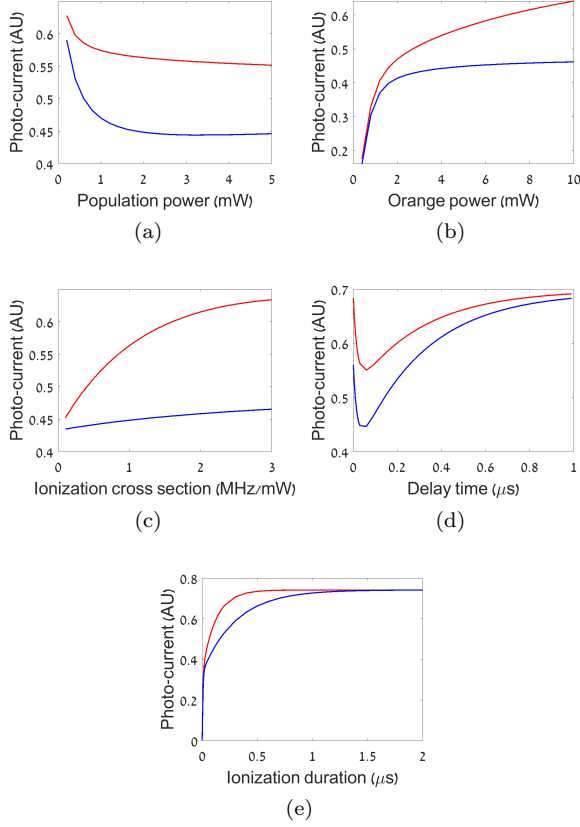 Photo-current (AU)
0.6
0.55
0.5
0.45
0.4
0 1 2 3 4 5
Population power (mW)
(a)
Photo-current (AU)
0.6
0.5
0.4
0.3
0.2
0 2 4 6 8 10
Orange power (mW)
(b)
Photo-current (AU)
0.6
0.55
0.5
0.45
0.4
0 1 2 3
Ionization cross section (MHz/mW)
(c)
Photo-current (AU)
0.7
0.6
0.5
0.4
0 0.2 0.4 0.6 0.8 1
Delay time (μs)
(d)
Photo-current (AU)
0.8
0.6
0.4
0.2
0
0 0.5 1 1.5 2
Ionization duration (μs)
(e)